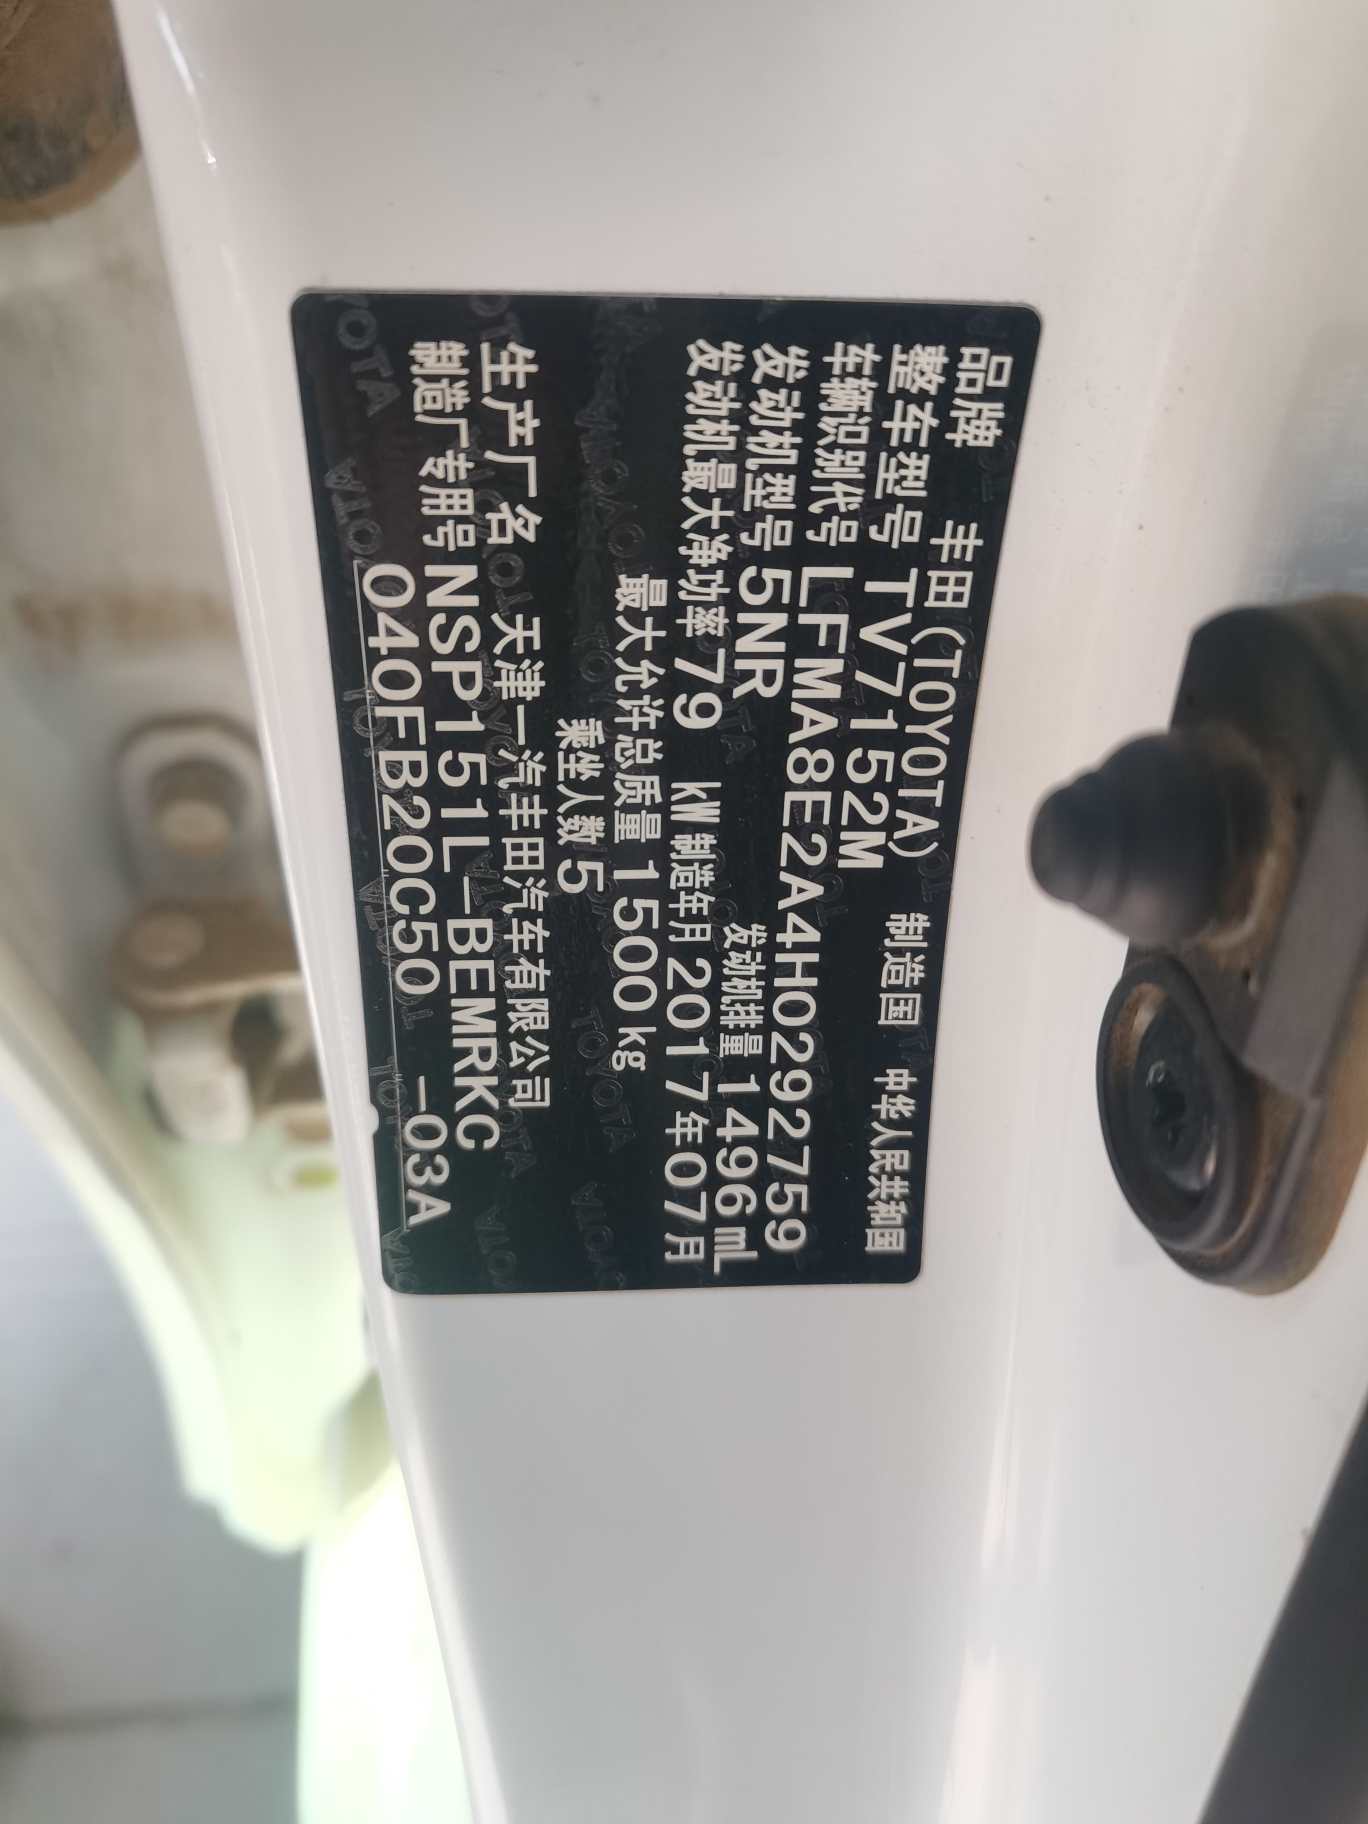 品牌 丰田(TOYOTA) 制造国 中华人民共和国
整车型号 TV7152M
车辆识别代号 LFMA8E2A4H0292759
发动机型号 5NR 发动机排量 1496mL
发动机最大净功率 79 kW 制造年月 2017年07月
最大允许总质量 1500kg
乘坐人数 5
生产厂名 天津一汽丰田汽车有限公司
制造厂专用号 NSP151L-BEMRKC
040FB20C50 -03A